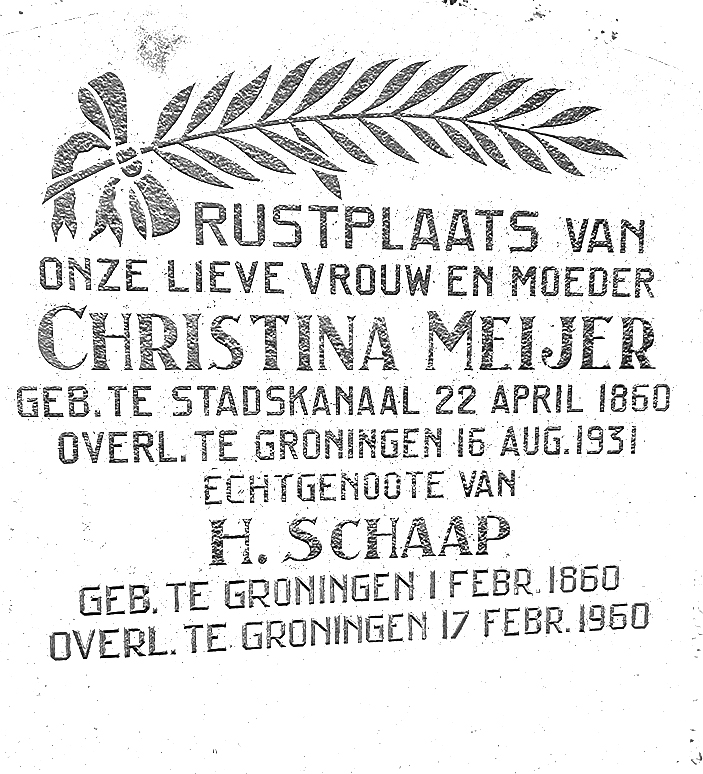 RUSTPLAATS VAN
ONZE LIEVE VROUW EN MOEDER
CHRISTINA MEIJER
GEB. TE STADSKANAAL 22 APRIL 1860
OVERL. TE GRONINGEN 16 AUG. 1931
ECHTGENOOTE VAN
H. SCHAAP
GEB. TE GRONINGEN 1 FEBR. 1860
OVERL. TE GRONINGEN 17 FEBR. 1960